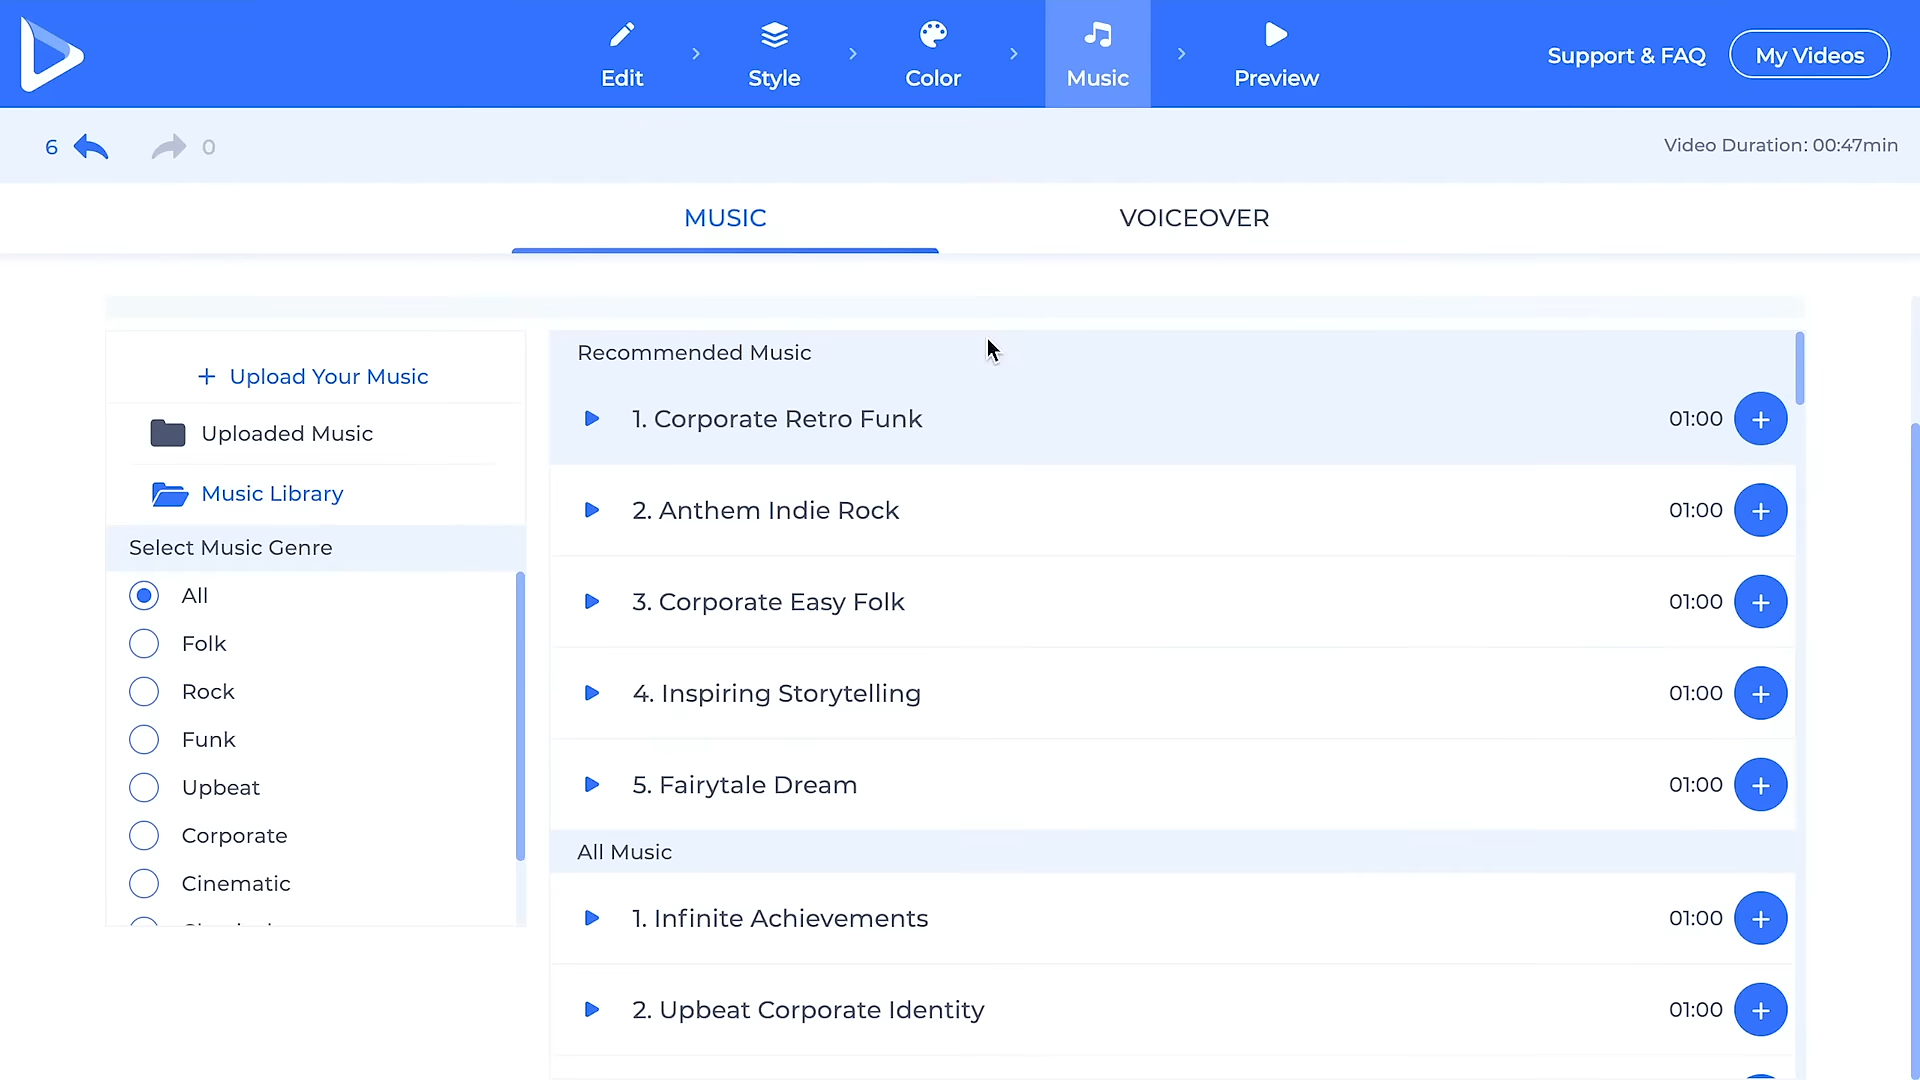 Edit
Style
Color
Music
Preview
Support & FAQ
My Videos
6
0
Video Duration: 00:47min
MUSIC
VOICEOVER
+ Upload Your Music
Uploaded Music
Music Library
Select Music Genre
All
Folk
Rock
Funk
Upbeat
Corporate
Cinematic
Recommended Music
1. Corporate Retro Funk 01:00
2. Anthem Indie Rock 01:00
3. Corporate Easy Folk 01:00
4. Inspiring Storytelling 01:00
5. Fairytale Dream 01:00
All Music
1. Infinite Achievements 01:00
2. Upbeat Corporate Identity 01:00